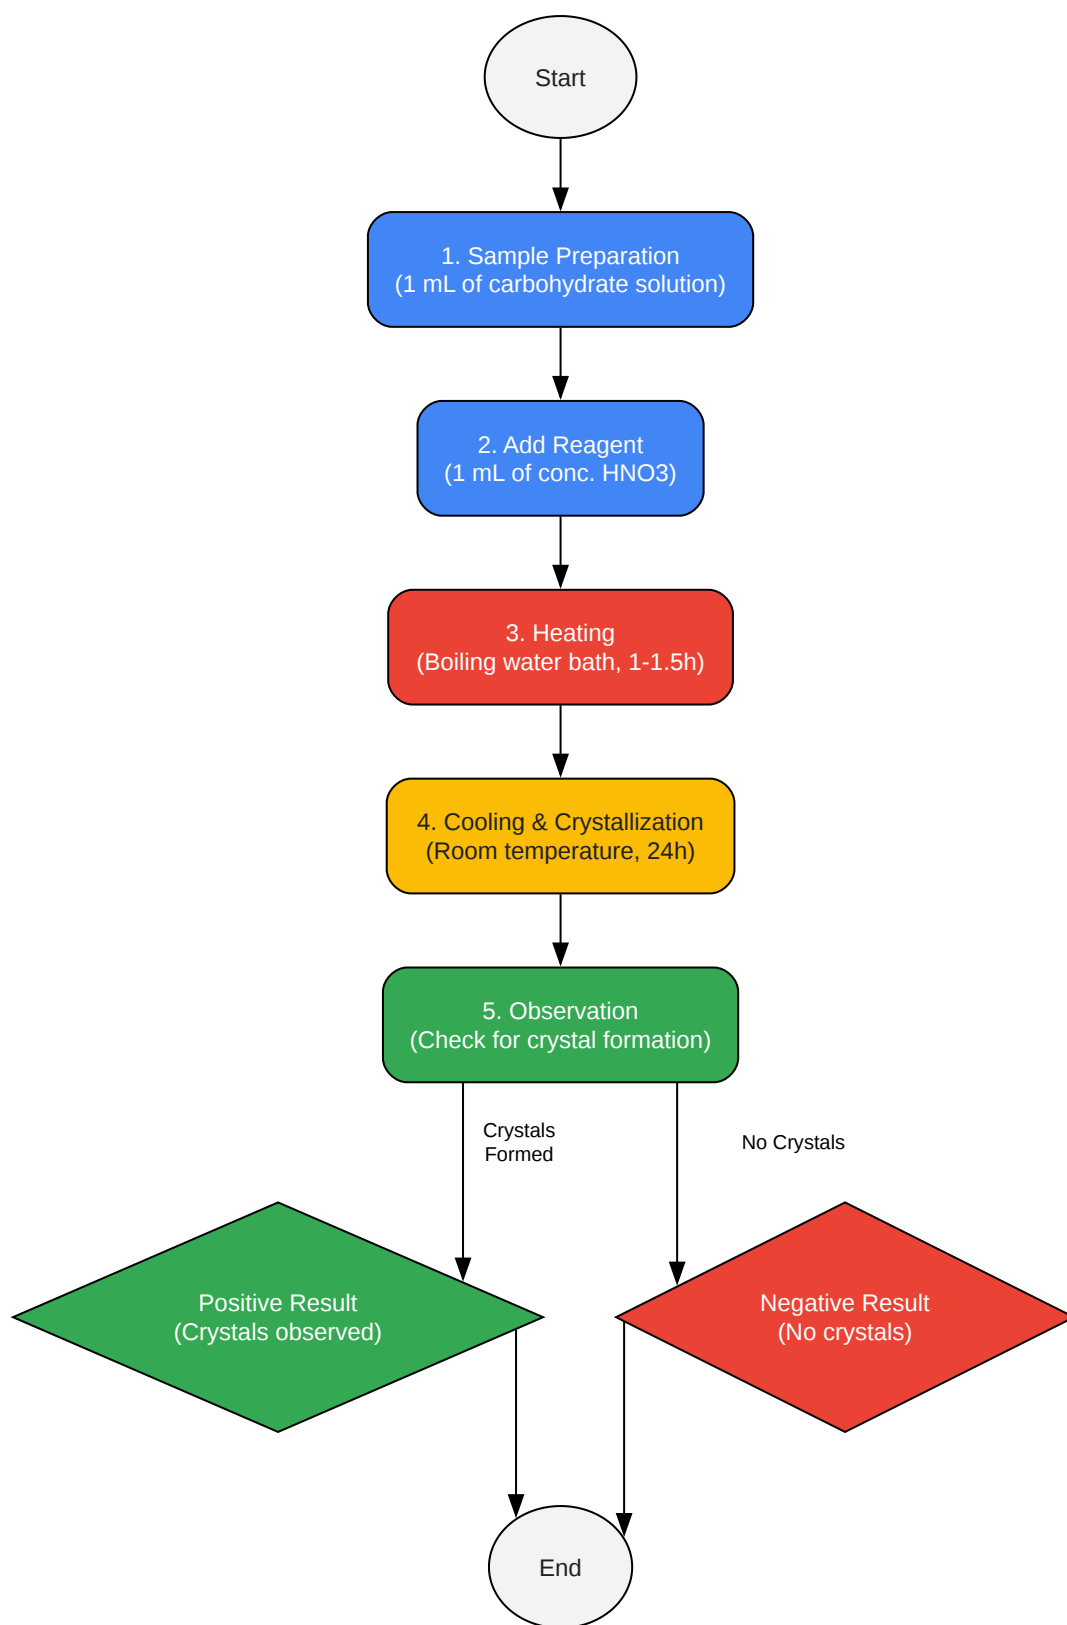 Start
1. Sample Preparation
(1 mL of carbohydrate solution)
2. Add Reagent
(1 mL of conc. HNO3)
3. Heating
(Boiling water bath, 1-1.5h)
4. Cooling & Crystallization
(Room temperature, 24h)
5. Observation
(Check for crystal formation)
Crystals
Formed
No Crystals
Positive Result
(Crystals observed)
Negative Result
(No crystals)
End